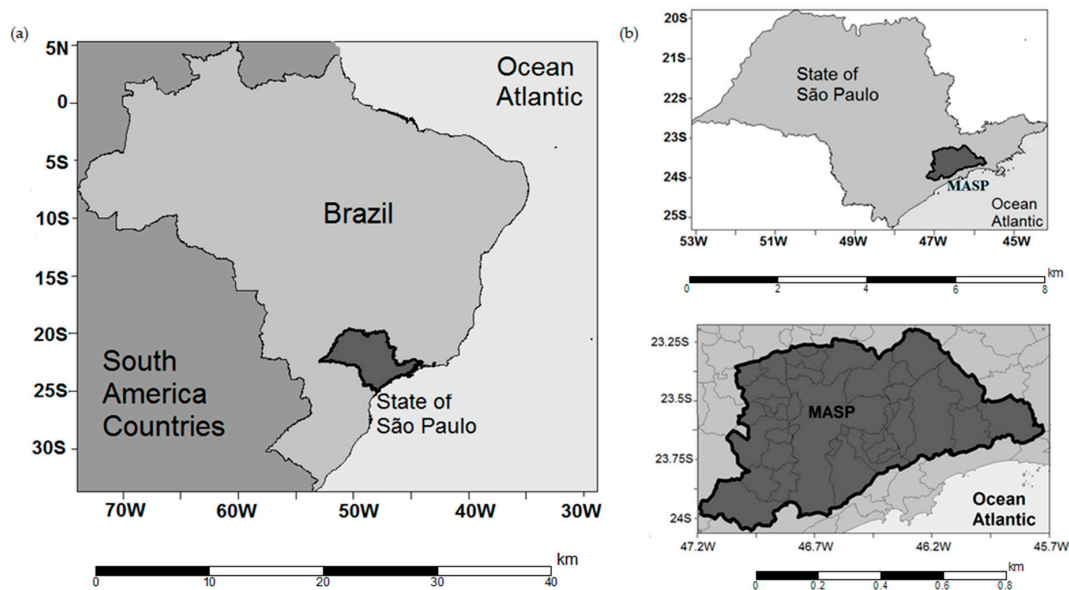 (a)
5N
0
5S
10S
15S
20S
25S
30S
Ocean
Atlantic
Brazil
South
America
Countries
State of
São Paulo
70W 60W 50W 40W 30W
km
0 10 20 30 40
(b)
20S
21S
22S
23S
24S
25S
State of
São Paulo
MASP
Ocean
Atlantic
53W 51W 49W 47W 45W
km
0 2 4 6 8
23.25S
23.5S
23.75S
24S
MASP
Ocean
Atlantic
47.2W 46.7W 46.2W 45.7W
km
0 0.2 0.4 0.6 0.8